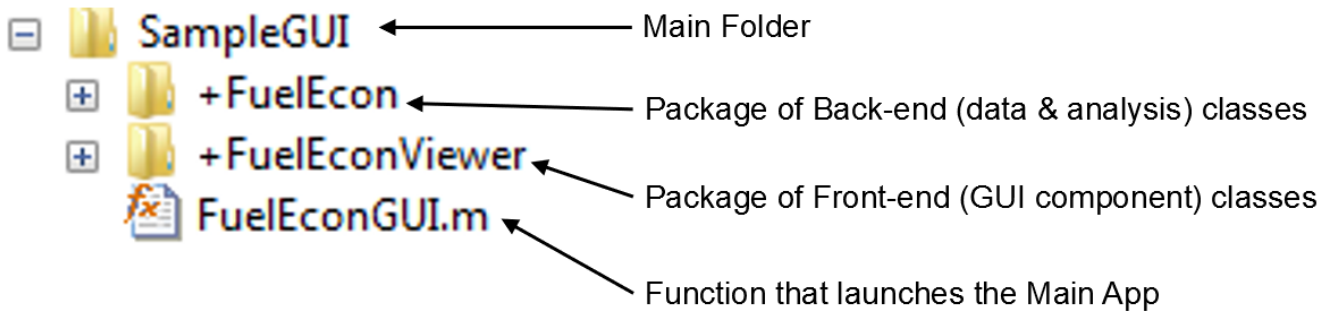 SampleGUI Main Folder
+FuelEcon Package of Back-end (data & analysis) classes
+FuelEconViewer Package of Front-end (GUI component) classes
fx FuelEconGUI.m Function that launches the Main App